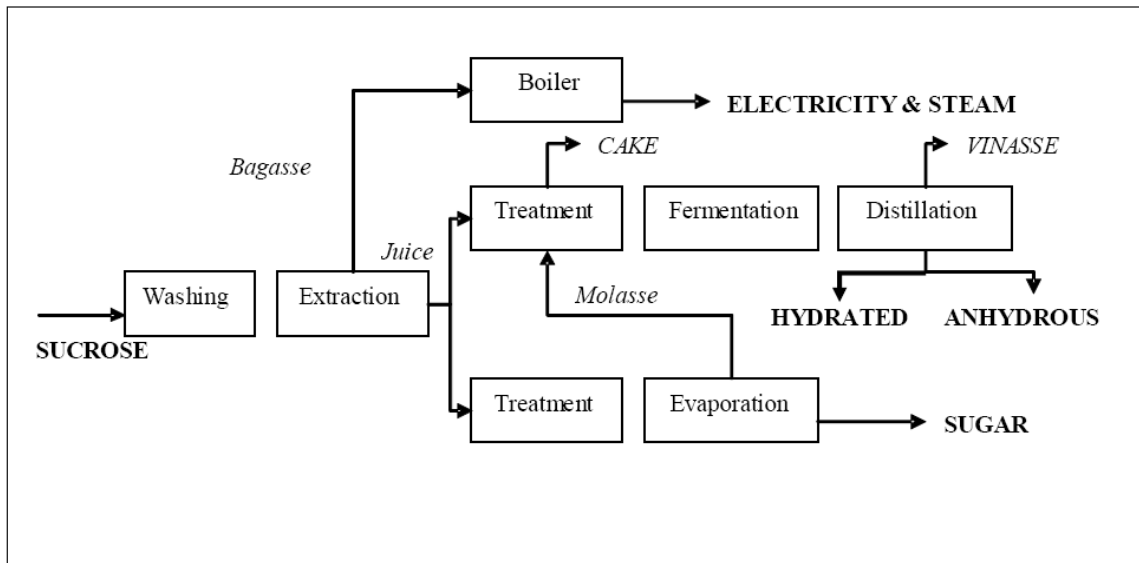 Boiler
ELECTRICITY & STEAM
CAKE
VINASSE
Bagasse
Treatment
Fermentation
Distillation
Juice
Washing
Extraction
Molasse
HYDRATED
ANHYDROUS
SUCROSE
Treatment
Evaporation
SUGAR